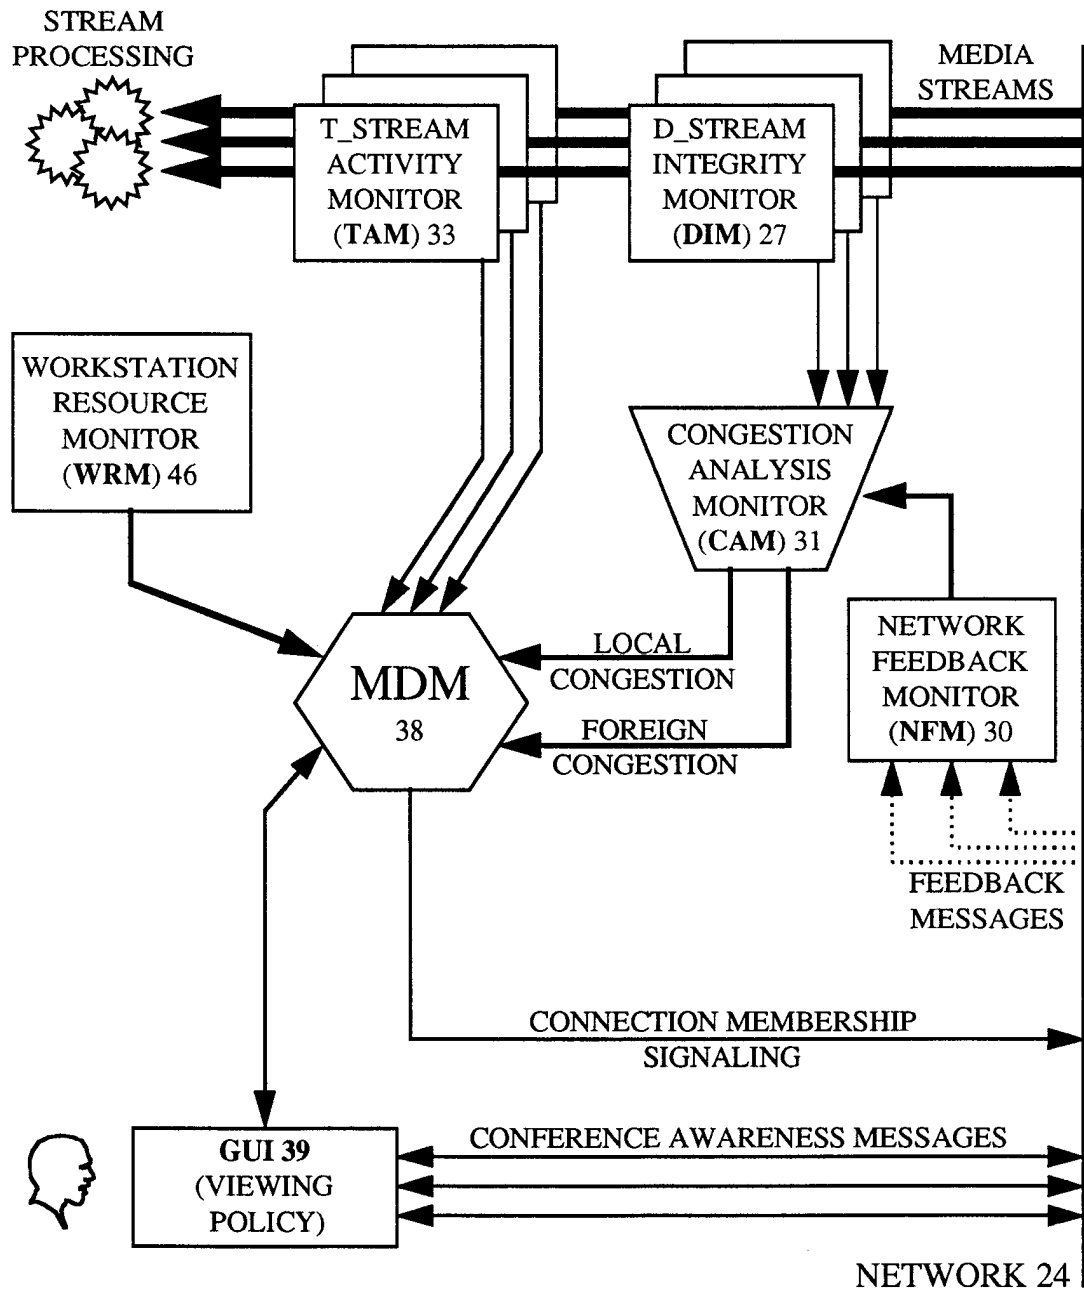 STREAM
PROCESSING
MEDIA
STREAMS
T_STREAM
ACTIVITY
MONITOR
(TAM) 33
D_STREAM
INTEGRITY
MONITOR
(DIM) 27
WORKSTATION
RESOURCE
MONITOR
(WRM) 46
CONGESTION
ANALYSIS
MONITOR
(CAM) 31
NETWORK
FEEDBACK
MONITOR
(NFM) 30
LOCAL
CONGESTION
MDM
38
FOREIGN
CONGESTION
FEEDBACK
MESSAGES
CONNECTION MEMBERSHIP
SIGNALING
GUI 39
(VIEWING
POLICY)
CONFERENCE AWARENESS MESSAGES
NETWORK 24